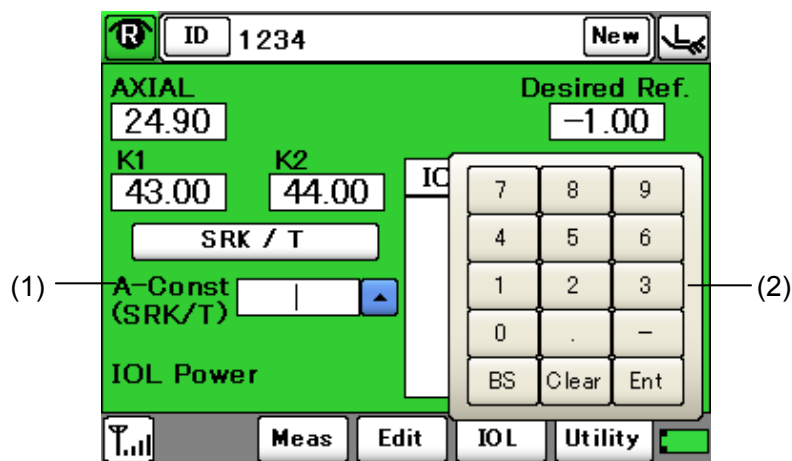 R ID 1234 New
AXIAL Desired Ref.
24.90 -1.00
K1 K2
43.00 44.00 IO
7 8 9
SRK / T
4 5 6
(1) A-Const
(SRK/T)
1 2 3 (2)
0 . -
IOL Power
BS Clear Ent
Meas Edit IOL Utility